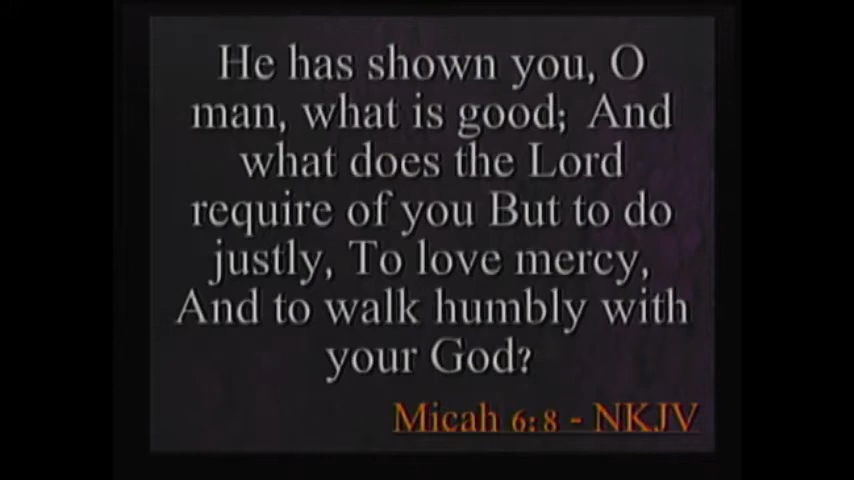 He has shown you, O
man, what is good; And
what does the Lord
require of you But to do
justly, To love mercy,
And to walk humbly with
your God?
Micah 6:8 - NKJV